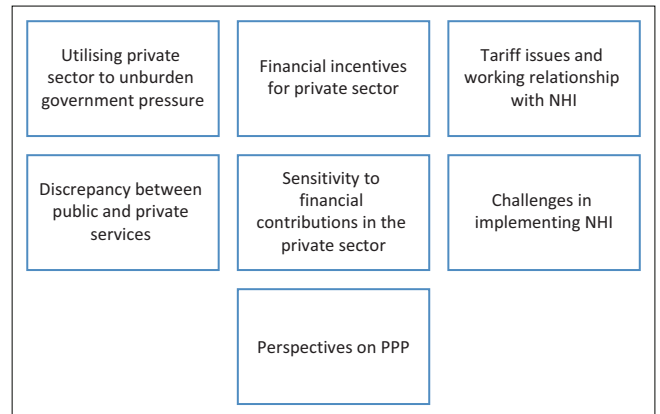 Utilising private
sector to unburden
government pressure
Financial incentives
for private sector
Tariff issues and
working relationship
with NHI
Discrepancy between
public and private
services
Sensitivity to
financial
contributions in the
private sector
Challenges in
implementing NHI
Perspectives on PPP